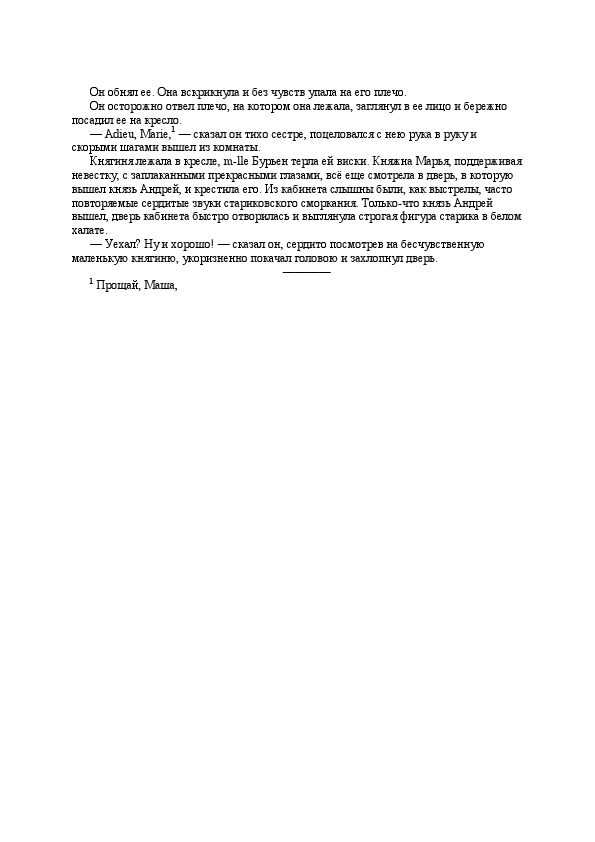 Он обнял ее. Она вскрикнула и без чувств упала на его плечо.
Он осторожно отвел плечо, на котором она лежала, заглянул в ее лицо и бережно
посадил ее на кресло.
— Adieu, Marie,¹ — сказал он тихо сестре, поцеловался с нею рука в руку и
скорыми шагами вышел из комнаты.
Княгиня лежала в кресле, m-lle Бурьен терла ей виски. Княжна Марья, поддерживая
невестку, с заплаканными прекрасными глазами, всё еще смотрела в дверь, в которую
вышел князь Андрей, и крестила его. Из кабинета слышны были, как выстрелы, часто
повторяемые сердитые звуки стариковского сморкания. Только-что князь Андрей
вышел, дверь кабинета быстро отворилась и выглянула строгая фигура старика в белом
халате.
— Уехал? Ну и хорошо! — сказал он, сердито посмотрев на бесчувственную
маленькую княгиню, укоризненно покачал головою и захлопнул дверь.
¹ Прощай, Маша,